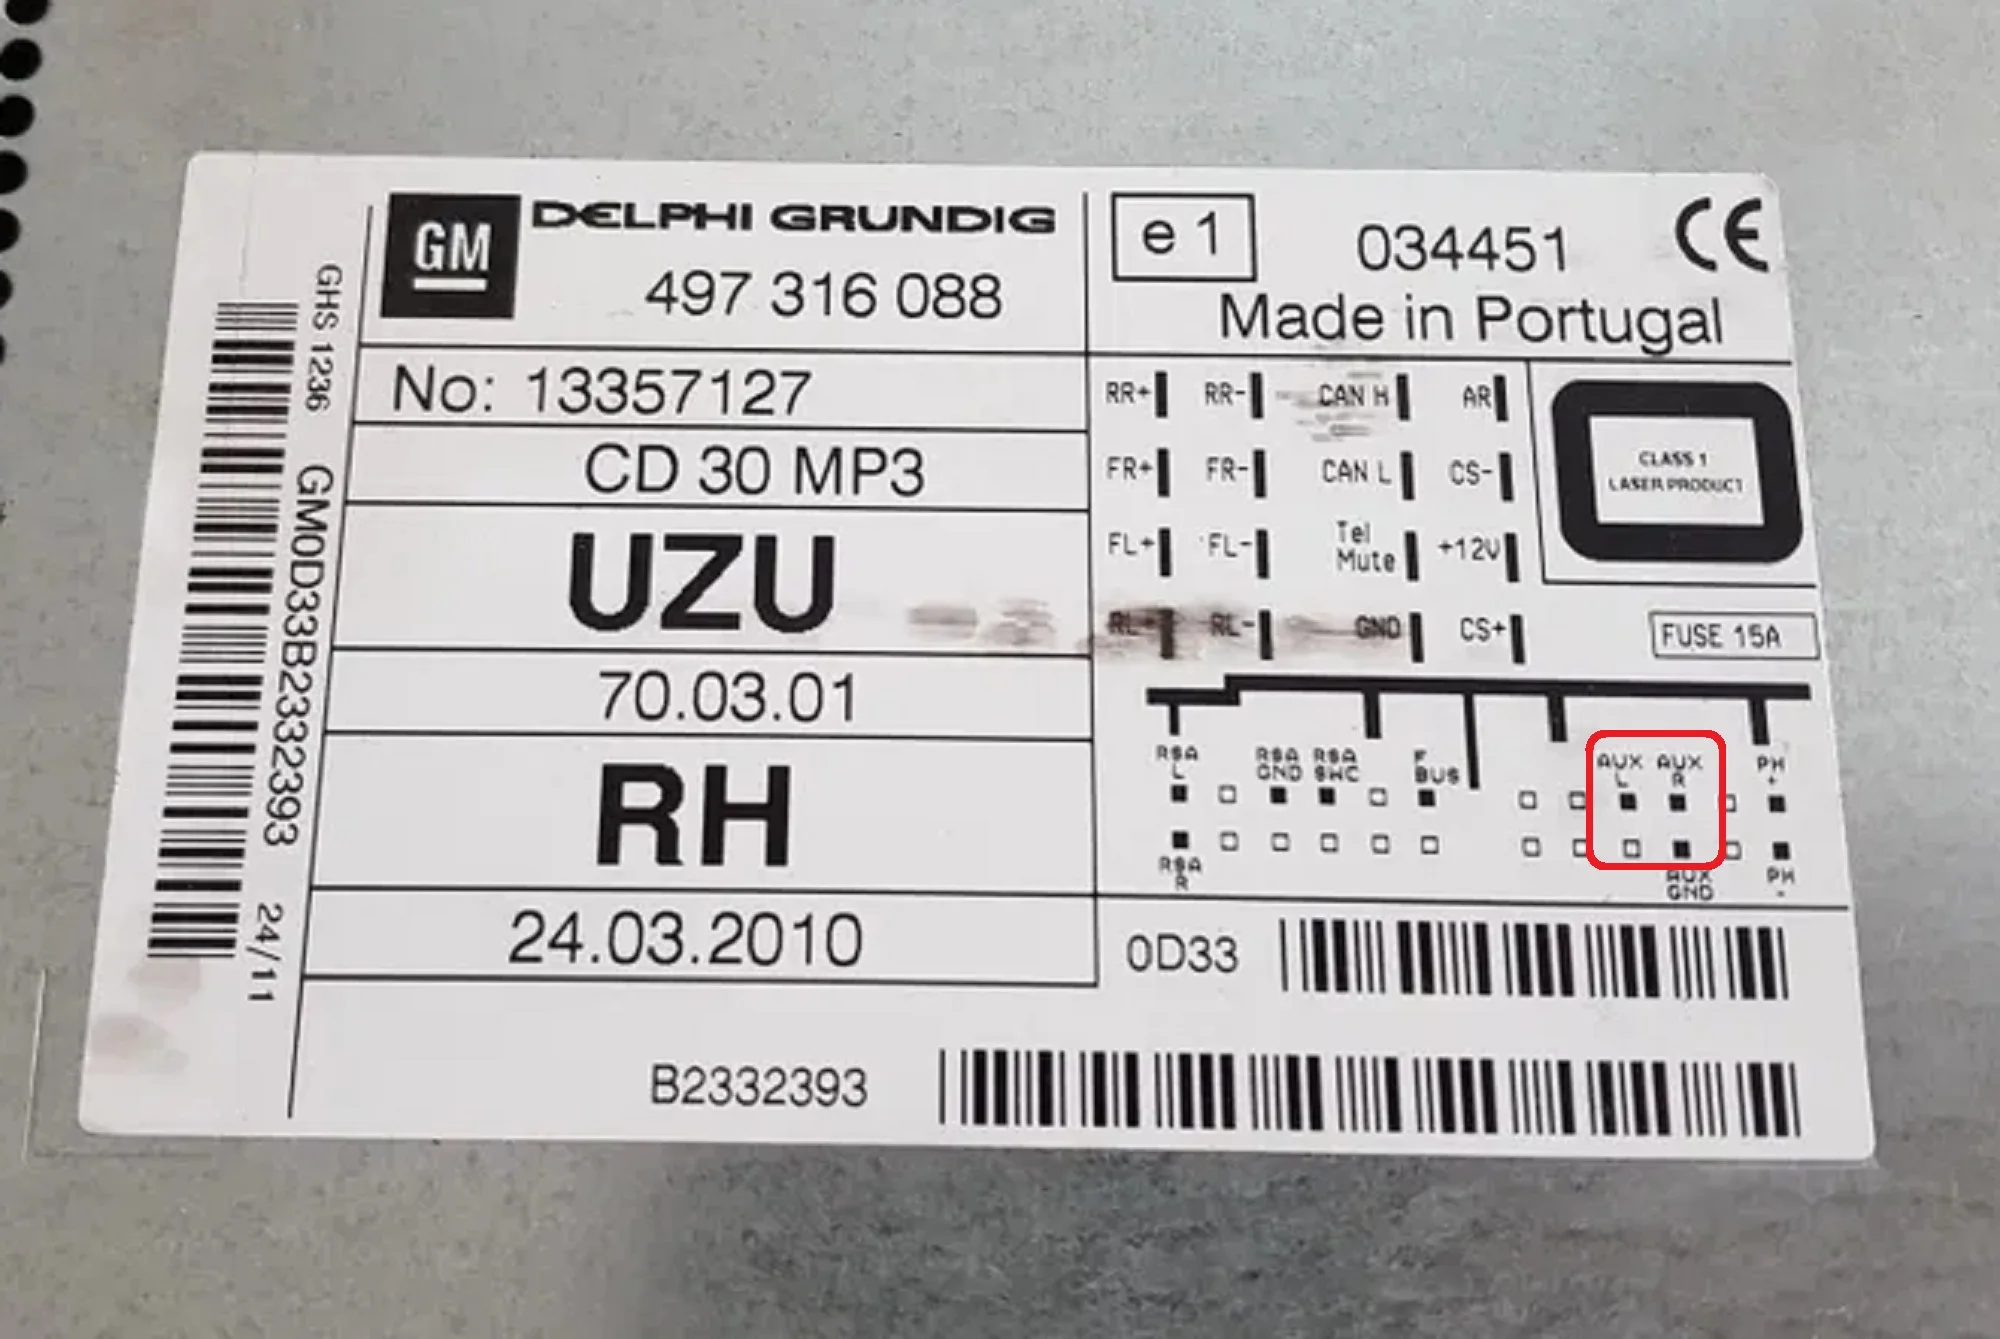 GM
DELPHI GRUNDIG
497 316 088
No: 13357127
CD 30 MP3
UZU
70.03.01
RH
24.03.2010
e 1
034451
CE
Made in Portugal
RR+ RR- CAN H AR
FR+ FR- CAN L CS-
FL+ FL- Tel Mute +12V
RL+ RL- GND CS+
CLASS 1
LASER PRODUCT
FUSE 15A
RSA L
RSA GND
RSA SWC
F BUS
AUX L
AUX R
PH +
RSA R
AUX GND
PH -
0D33
B2332393
GHS 1236
GM0D33B2332393
24/11